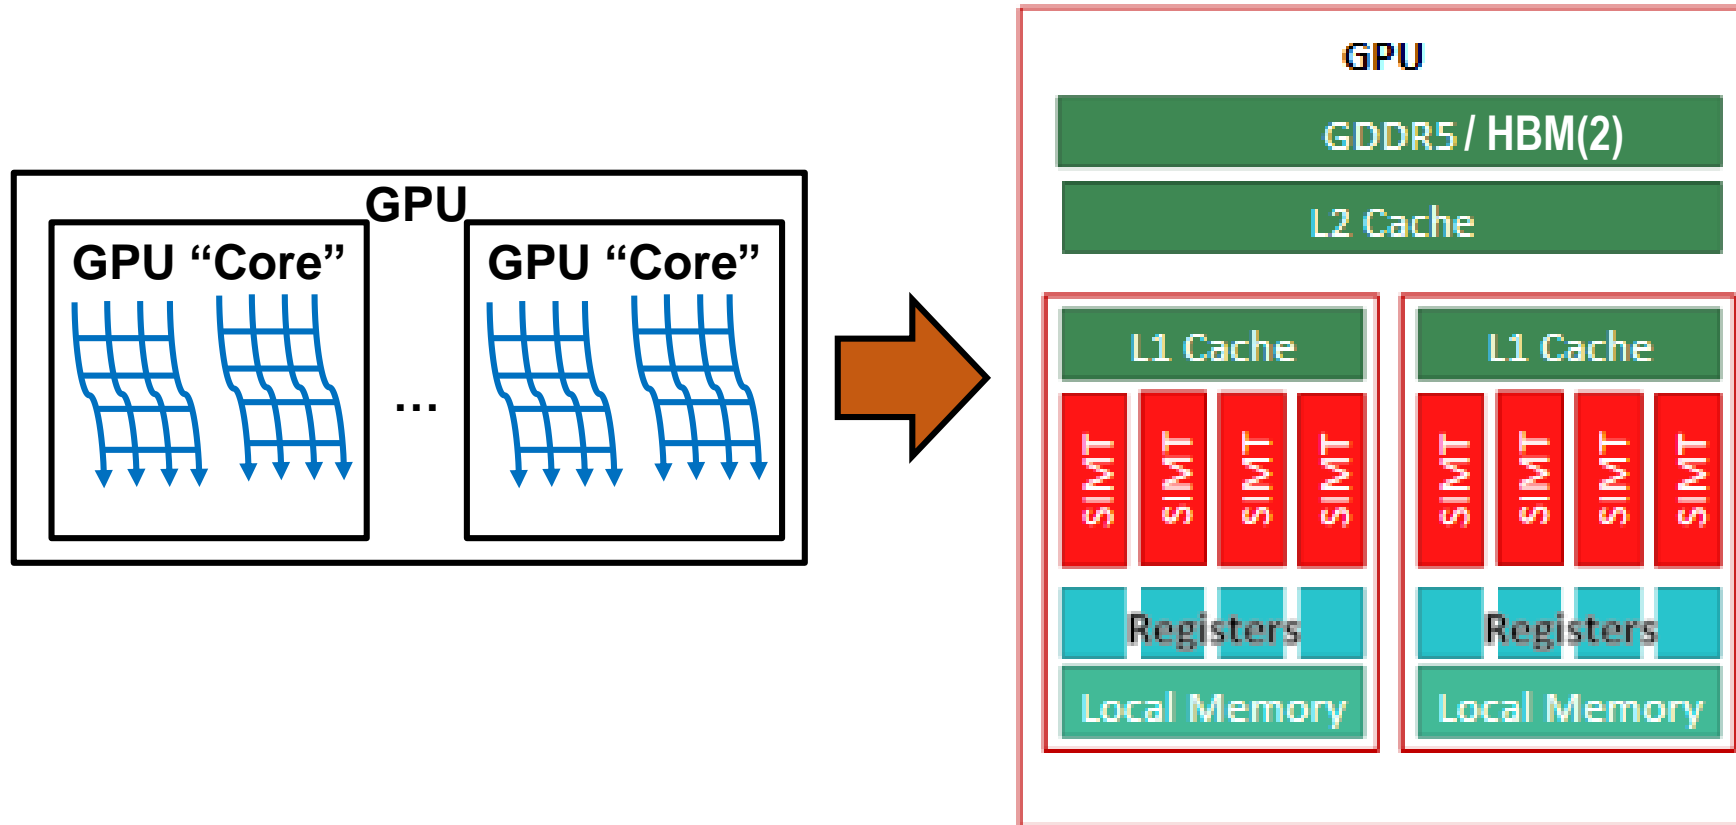 GPU
GPU “Core”
GPU “Core”
...
GPU
GDDR5 / HBM(2)
L2 Cache
L1 Cache
SIMT
SIMT
SIMT
SIMT
Registers
Local Memory
L1 Cache
SIMT
SIMT
SIMT
SIMT
Registers
Local Memory